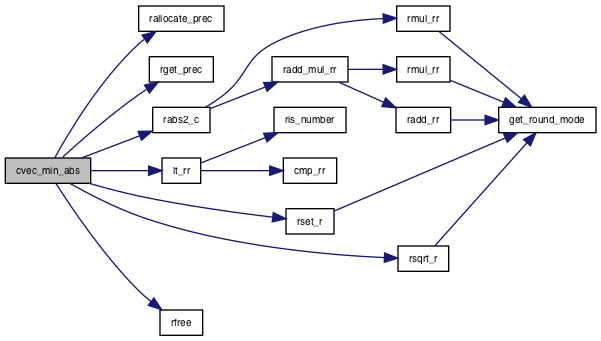 rallocate_prec
rmul_rr
rget_prec
radd_mul_rr
rmul_rr
rabs2_c
ris_number
radd_rr
get_round_mode
cvec_min_abs
lt_rr
cmp_rr
rset_r
rsqrt_r
rfree